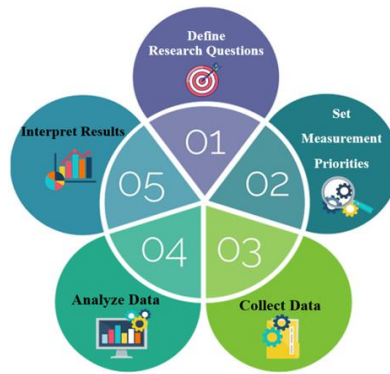 Define
Research Questions
01
Set
Measurement
Priorities
02
Collect Data
03
Analyze Data
04
Interpret Results
05